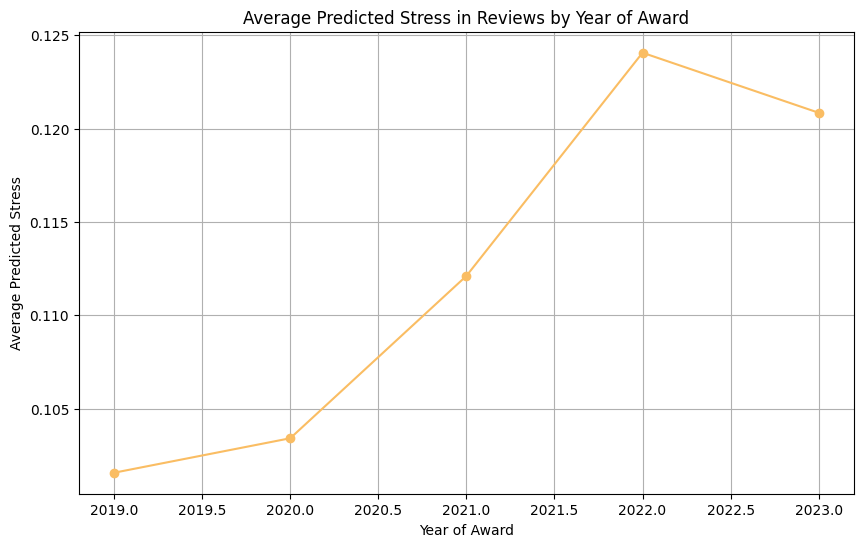 Average Predicted Stress in Reviews by Year of Award
Average Predicted Stress
0.125
0.120
0.115
0.110
0.105
2019.0 2019.5 2020.0 2020.5 2021.0 2021.5 2022.0 2022.5 2023.0
Year of Award